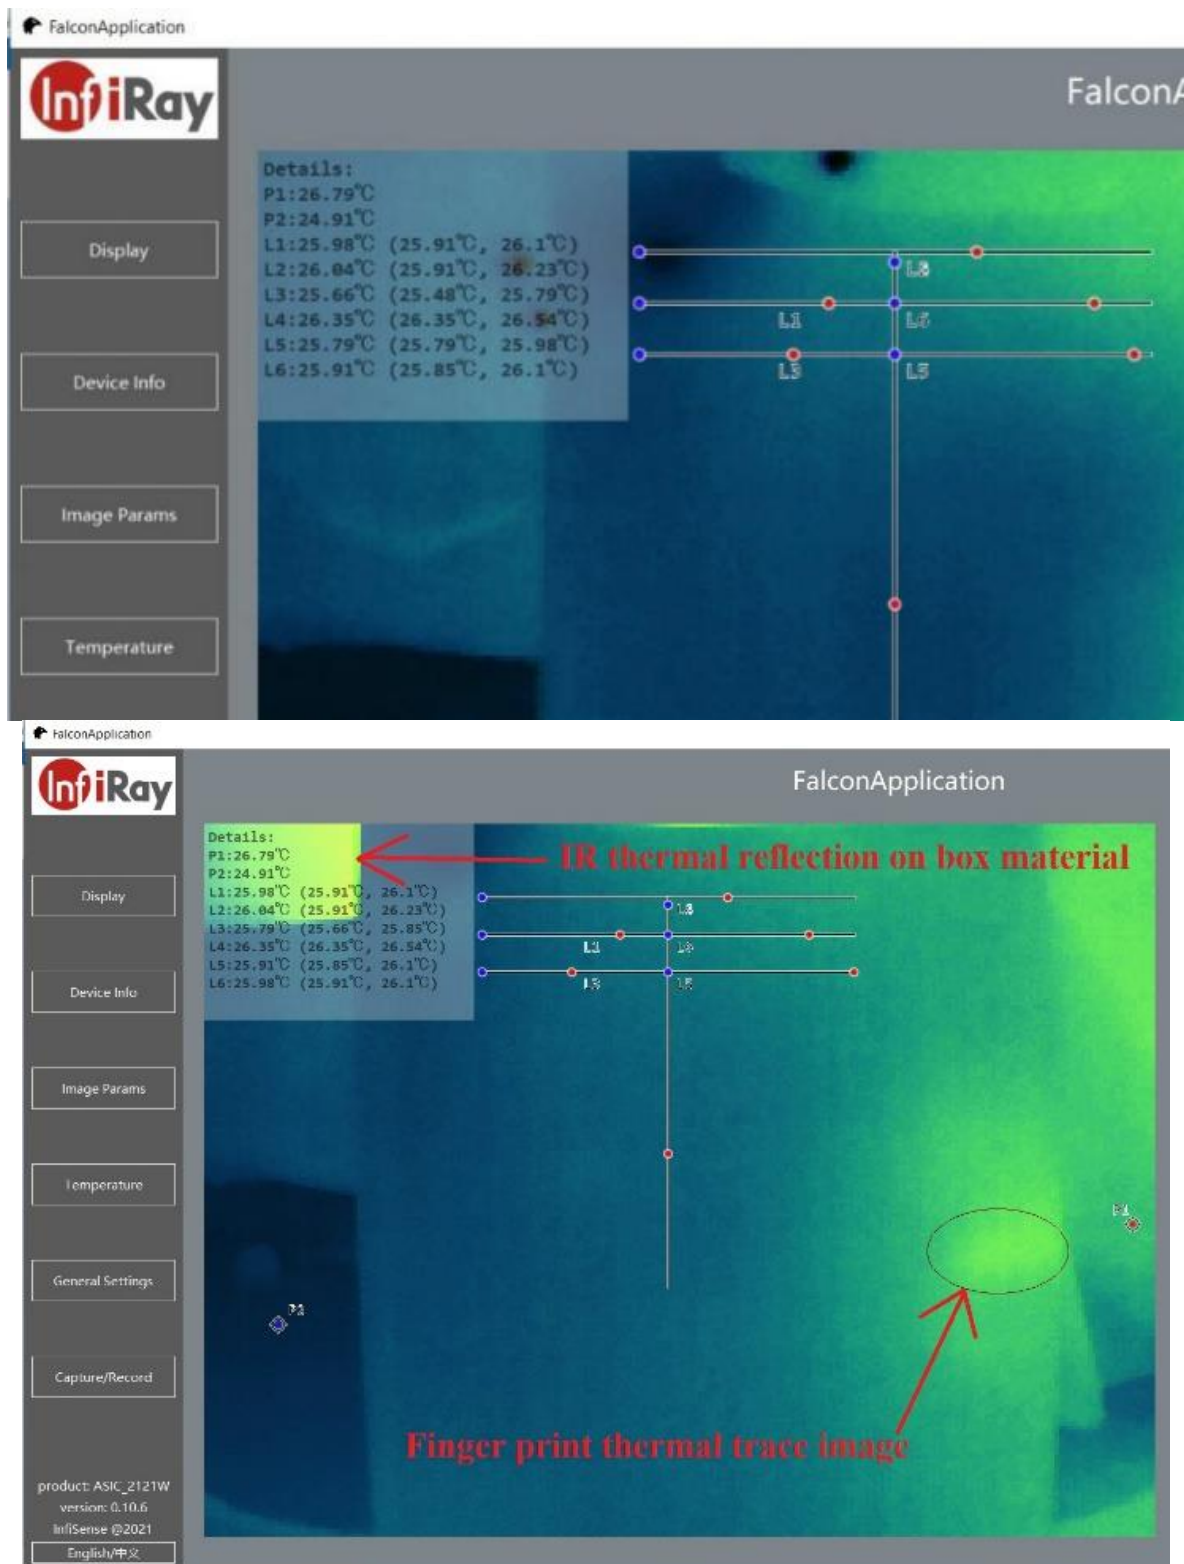 FalconApplication
InfiRay
FalconA
Details:
P1:26.79℃
P2:24.91℃
L1:25.98℃ (25.91℃, 26.1℃)
L2:26.04℃ (25.91℃, 26.23℃)
L3:25.66℃ (25.48℃, 25.79℃)
L4:26.35℃ (26.35℃, 26.54℃)
L5:25.79℃ (25.79℃, 25.98℃)
L6:25.91℃ (25.85℃, 26.1℃)
Display
L1
L3
L5
Device Info
Image Params
Temperature
FalconApplication
InfiRay
FalconApplication
Details:
P1:26.79℃
P2:24.91℃
L1:25.98℃ (25.91℃, 26.1℃)
L2:26.04℃ (25.91℃, 26.23℃)
L3:25.79℃ (25.66℃, 25.85℃)
L4:26.35℃ (26.35℃, 26.54℃)
L5:25.91℃ (25.85℃, 26.1℃)
L6:25.98℃ (25.91℃, 26.1℃)
IR thermal reflection on box material
Display
L1
L3
Device Info
Image Params
Temperature
P1
General Settings
P2
Capture/Record
Finger print thermal trace image
product: ASIC_2121W
version: 0.10.6
InfiSense @2021
English/中文